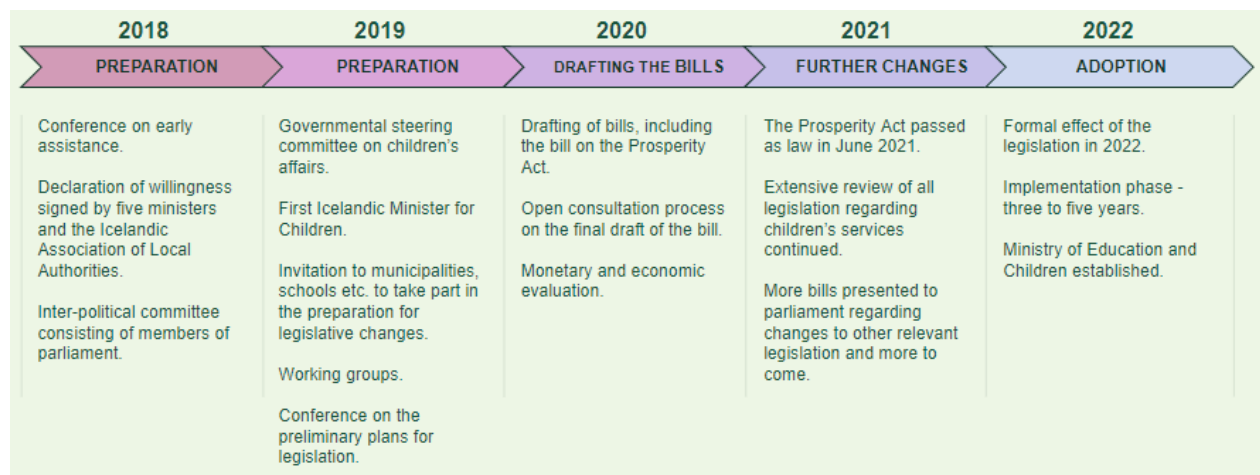 2018
2019
2020
2021
2022
PREPARATION
PREPARATION
DRAFTING THE BILLS
FURTHER CHANGES
ADOPTION
Conference on early
assistance.
Declaration of willingness
signed by five ministers
and the Icelandic
Association of Local
Authorities.
Inter-political committee
consisting of members of
parliament.
Governmental steering
committee on children's
affairs.
First Icelandic Minister for
Children.
Invitation to municipalities,
schools etc. to take part in
the preparation for
legislative changes.
Working groups.
Conference on the
preliminary plans for
legislation.
Drafting of bills, including
the bill on the Prosperity
Act.
Open consultation process
on the final draft of the bill.
Monetary and economic
evaluation.
The Prosperity Act passed
as law in June 2021.
Extensive review of all
legislation regarding
children's services
continued.
More bills presented to
parliament regarding
changes to other relevant
legislation and more to
come.
Formal effect of the
legislation in 2022.
Implementation phase -
three to five years.
Ministry of Education and
Children established.